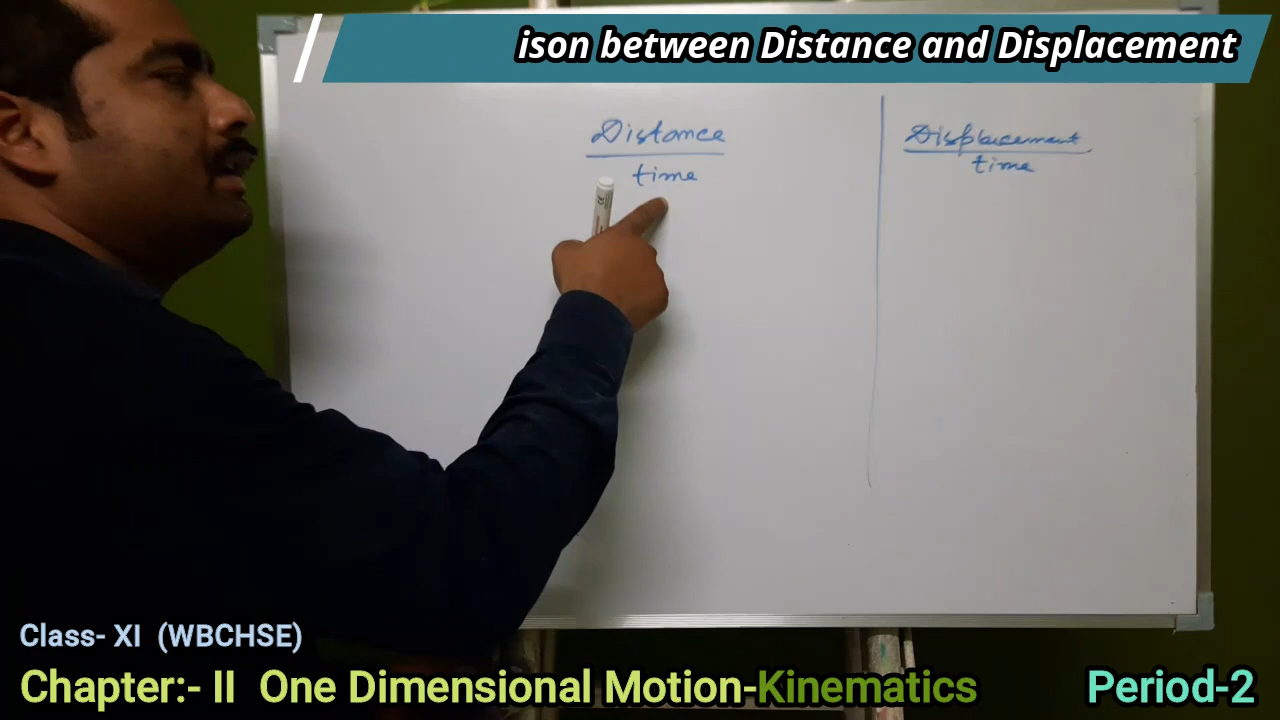 ison between Distance and Displacement
Distance
time
Displacement
time
Class- XI (WBCHSE)
Chapter:- II One Dimensional Motion-Kinematics
Period-2